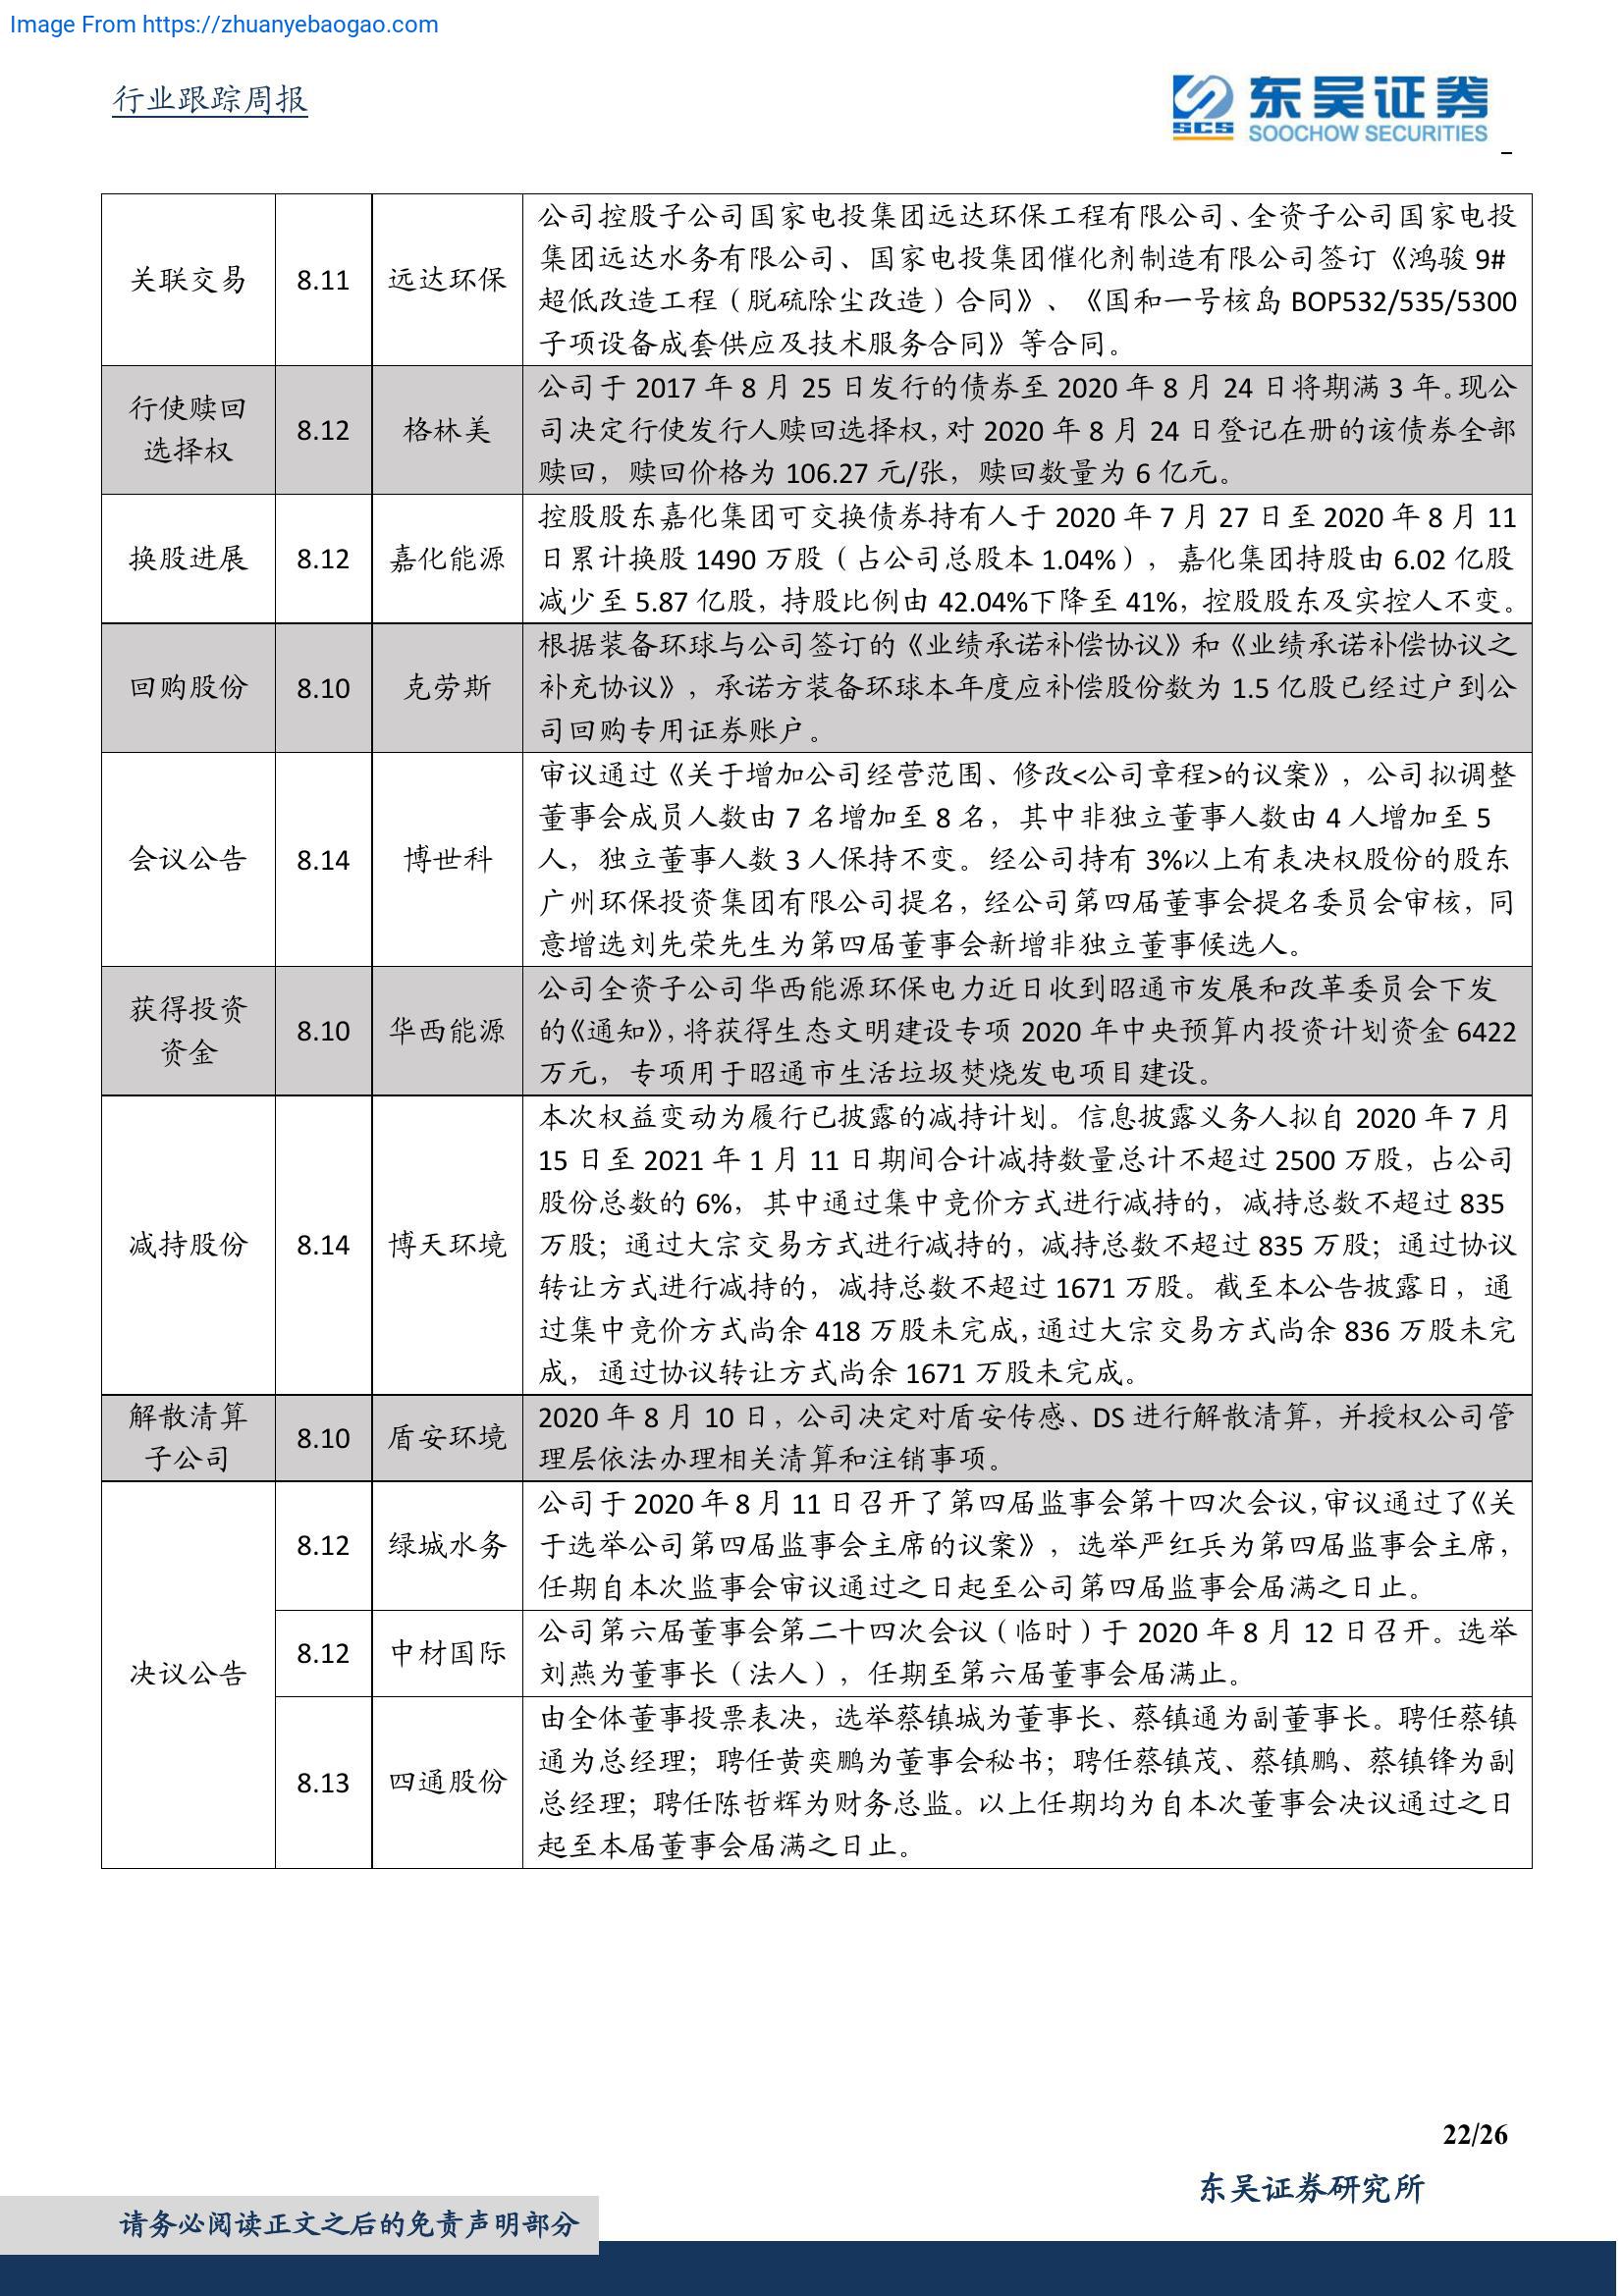 Image From https://zhuanyebaogao.com
行业跟踪周报
SCS
东吴证券
SOOCHOW SECURITIES
关联交易
8.11
远达环保
公司控股子公司国家电投集团远达环保工程有限公司、全资子公司国家电投
集团远达水务有限公司、国家电投集团催化剂制造有限公司签订《鸿骏 9#
超低改造工程（脱硫除尘改造）合同》、《国和一号核岛 BOP532/535/5300
子项设备成套供应及技术服务合同》等合同。
行使赎回
选择权
8.12
格林美
公司于 2017 年 8 月 25 日发行的债券至 2020 年 8 月 24 日将期满 3 年。现公
司决定行使发行人赎回选择权，对 2020 年 8 月 24 日登记在册的该债券全部
赎回，赎回价格为 106.27 元/张，赎回数量为 6 亿元。
换股进展
8.12
嘉化能源
控股股东嘉化集团可交换债券持有人于 2020 年 7 月 27 日至 2020 年 8 月 11
日累计换股 1490 万股（占公司总股本 1.04%），嘉化集团持股由 6.02 亿股
减少至 5.87 亿股，持股比例由 42.04%下降至 41%，控股股东及实控人不变。
回购股份
8.10
克劳斯
根据装备环球与公司签订的《业绩承诺补偿协议》和《业绩承诺补偿协议之
补充协议》，承诺方装备环球本年度应补偿股份数为 1.5 亿股已经过户到公
司回购专用证券账户。
会议公告
8.14
博世科
审议通过《关于增加公司经营范围、修改<公司章程>的议案》，公司拟调整
董事会成员人数由 7 名增加至 8 名，其中非独立董事人数由 4 人增加至 5
人，独立董事人数 3 人保持不变。经公司持有 3%以上有表决权股份的股东
广州环保投资集团有限公司提名，经公司第四届董事会提名委员会审核，同
意增选刘先荣先生为第四届董事会新增非独立董事候选人。
获得投资
资金
8.10
华西能源
公司全资子公司华西能源环保电力近日收到昭通市发展和改革委员会下发
的《通知》，将获得生态文明建设专项 2020 年中央预算内投资计划资金 6422
万元，专项用于昭通市生活垃圾焚烧发电项目建设。
减持股份
8.14
博天环境
本次权益变动为履行已披露的减持计划。信息披露义务人拟自 2020 年 7 月
15 日至 2021 年 1 月 11 日期间合计减持数量总计不超过 2500 万股，占公司
股份总数的 6%，其中通过集中竞价方式进行减持的，减持总数不超过 835
万股；通过大宗交易方式进行减持的，减持总数不超过 835 万股；通过协议
转让方式进行减持的，减持总数不超过 1671 万股。截至本公告披露日，通
过集中竞价方式尚余 418 万股未完成，通过大宗交易方式尚余 836 万股未完
成，通过协议转让方式尚余 1671 万股未完成。
解散清算
子公司
8.10
盾安环境
2020 年 8 月 10 日，公司决定对盾安传感、DS 进行解散清算，并授权公司管
理层依法办理相关清算和注销事项。
决议公告
8.12
绿城水务
公司于 2020 年 8 月 11 日召开了第四届监事会第十四次会议，审议通过了《关
于选举公司第四届监事会主席的议案》，选举严红兵为第四届监事会主席，
任期自本次监事会审议通过之日起至公司第四届监事会届满之日止。
8.12
中材国际
公司第六届董事会第二十四次会议（临时）于 2020 年 8 月 12 日召开。选举
刘燕为董事长（法人），任期至第六届董事会届满止。
8.13
四通股份
由全体董事投票表决，选举蔡镇城为董事长、蔡镇通为副董事长。聘任蔡镇
通为总经理；聘任黄奕鹏为董事会秘书；聘任蔡镇茂、蔡镇鹏、蔡镇锋为副
总经理；聘任陈哲辉为财务总监。以上任期均为自本次董事会决议通过之日
起至本届董事会届满之日止。
22/26
东吴证券研究所
请务必阅读正文之后的免责声明部分